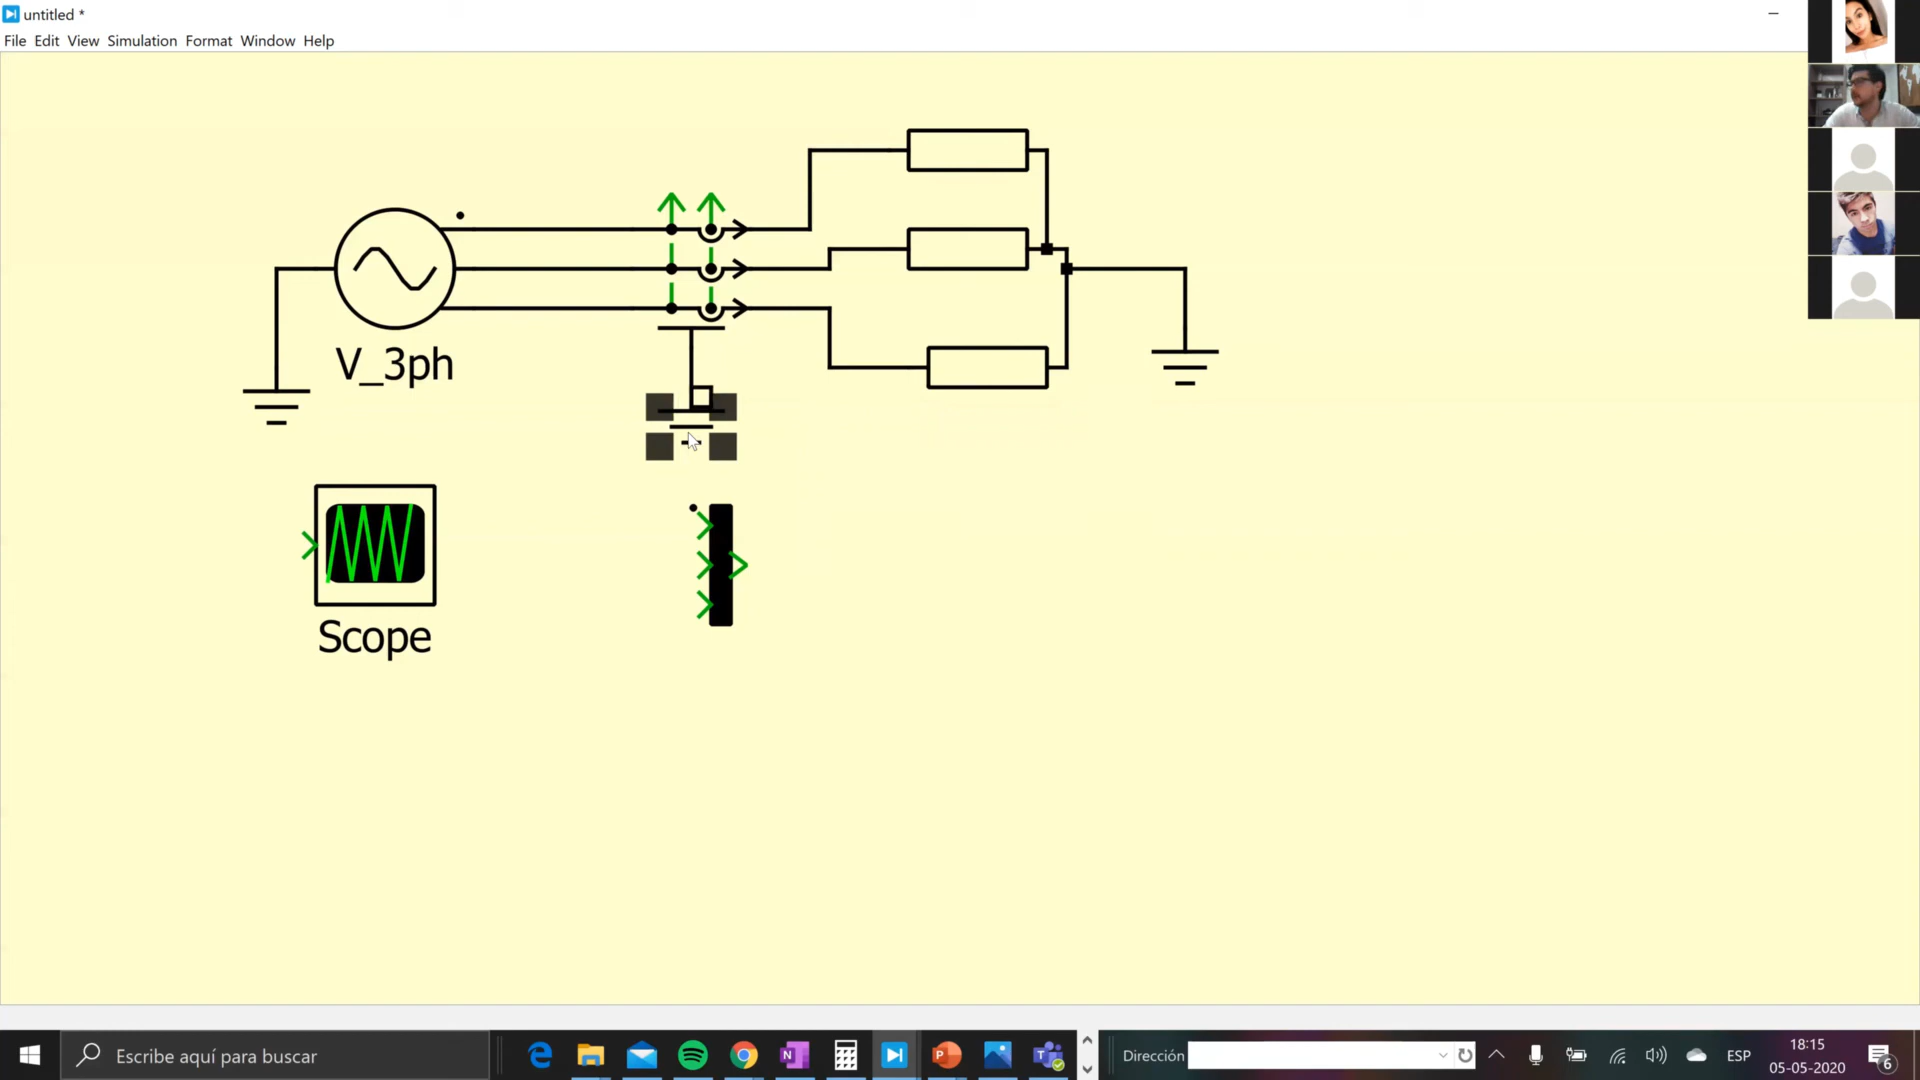 untitled *
File Edit View Simulation Format Window Help
V_3ph
Scope
Escribe aquí para buscar
Dirección
ESP
18:15
05-05-2020
6